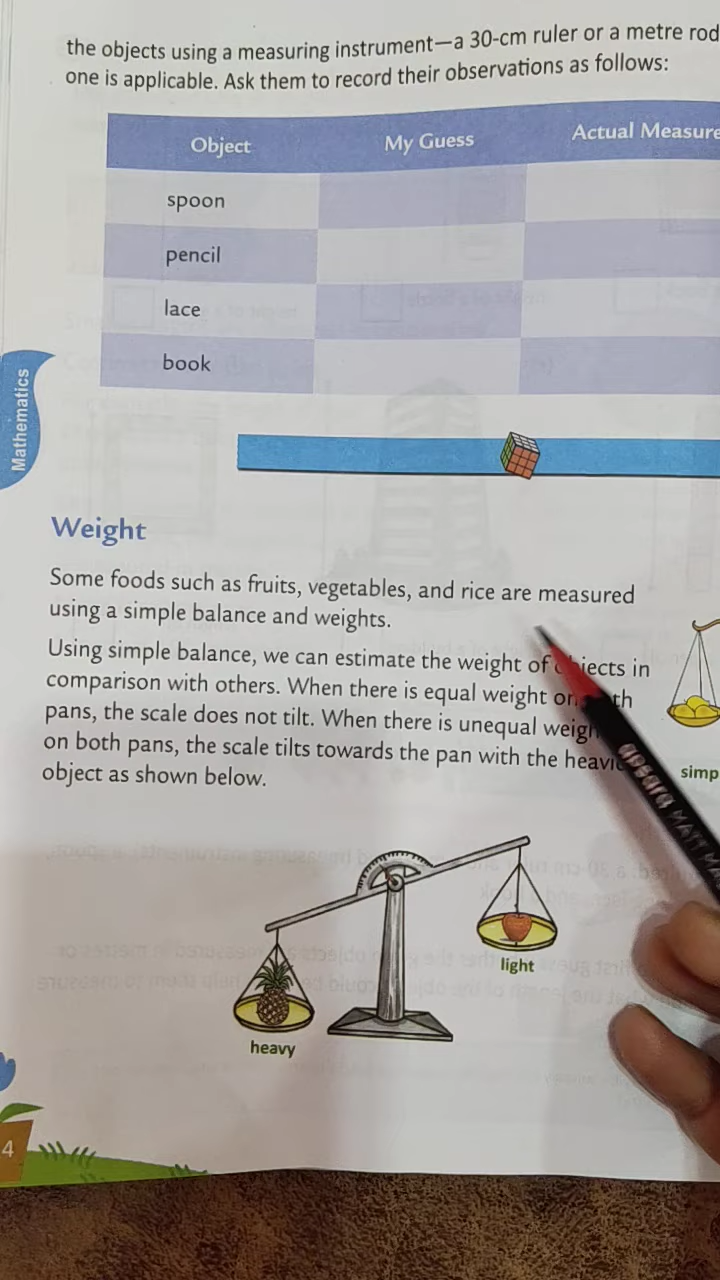 the objects using a measuring instrument—a 30-cm ruler or a metre rod
one is applicable. Ask them to record their observations as follows:
Object My Guess Actual Measure
spoon
pencil
lace
book
Mathematics
Weight
Some foods such as fruits, vegetables, and rice are measured
using a simple balance and weights.
Using simple balance, we can estimate the weight of objects in
comparison with others. When there is equal weight on
pans, the scale does not tilt. When there is unequal
on both pans, the scale tilts towards the pan with the
object as shown below.
simp
light
heavy
4